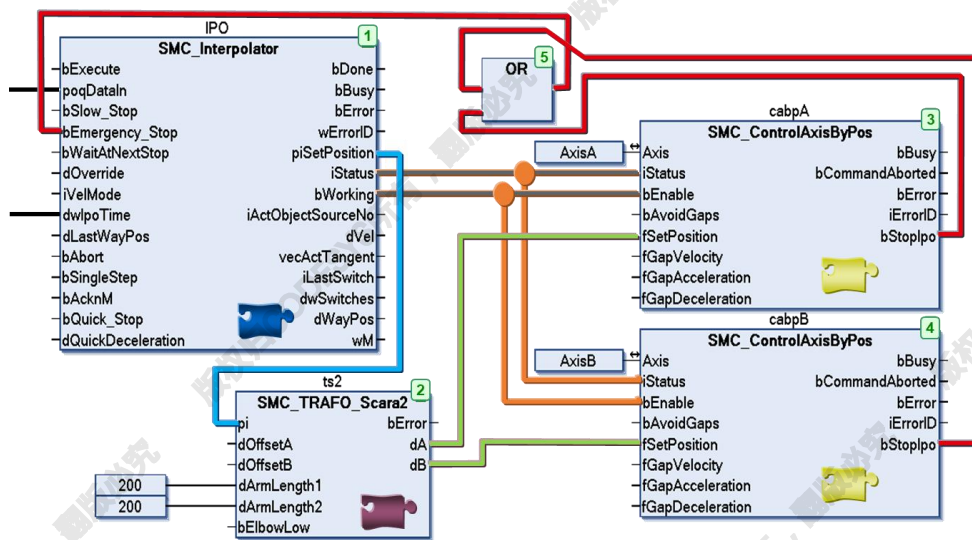 IPO
1
SMC_Interpolator
bExecute
bDone
poqDataIn
bBusy
bSlow_Stop
bError
bEmergency_Stop
wErrorID
bWaitAtNextStop
piSetPosition
dOverride
iStatus
iVelMode
bWorking
dwIpoTime
iActObjectSourceNo
dLastWayPos
dVel
bAbort
vecActTangent
bSingleStep
iLastSwitch
bAcknM
dwSwitches
bQuick_Stop
dWayPos
dQuickDeceleration
wM
OR
5
cabpA
3
SMC_ControlAxisByPos
AxisA
Axis
bBusy
iStatus
bCommandAborted
bEnable
bError
bAvoidGaps
iErrorID
fSetPosition
bStopIpo
fGapVelocity
fGapAcceleration
fGapDeceleration
cabpB
4
SMC_ControlAxisByPos
AxisB
Axis
bBusy
iStatus
bCommandAborted
bEnable
bError
bAvoidGaps
iErrorID
fSetPosition
bStopIpo
fGapVelocity
fGapAcceleration
fGapDeceleration
ts2
2
SMC_TRAFO_Scara2
pi
bError
dOffsetA
dA
dOffsetB
dB
200
dArmLength1
200
dArmLength2
bElbowLow